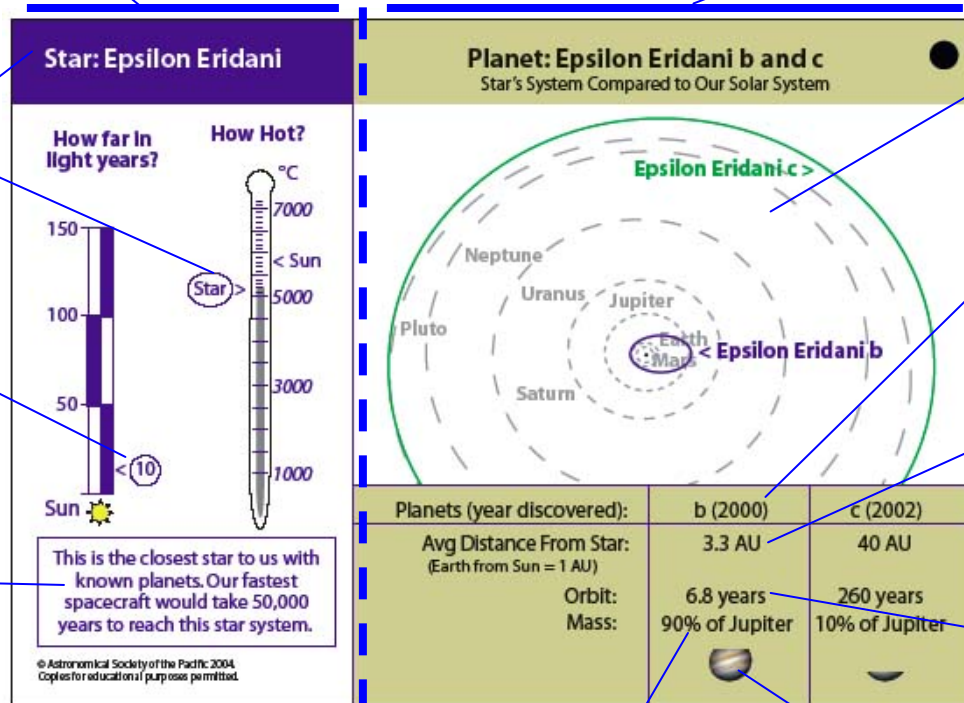 Star: Epsilon Eridani
How far in
light years?
150
100
50
< 10
Sun
How Hot?
°C
7000
< Sun
Star >
5000
3000
1000
This is the closest star to us with
known planets. Our fastest
spacecraft would take 50,000
years to reach this star system.
© Astronomical Society of the Pacific 2004.
Copies for educational purposes permitted.
Planet: Epsilon Eridani b and c
Star's System Compared to Our Solar System
Epsilon Eridani c >
Neptune
Uranus
Jupiter
Pluto
Earth
Mars
< Epsilon Eridani b
Saturn
Planets (year discovered): b (2000) c (2002)
Avg Distance From Star: 3.3 AU 40 AU
(Earth from Sun = 1 AU)
Orbit: 6.8 years 260 years
Mass: 90% of Jupiter 10% of Jupiter